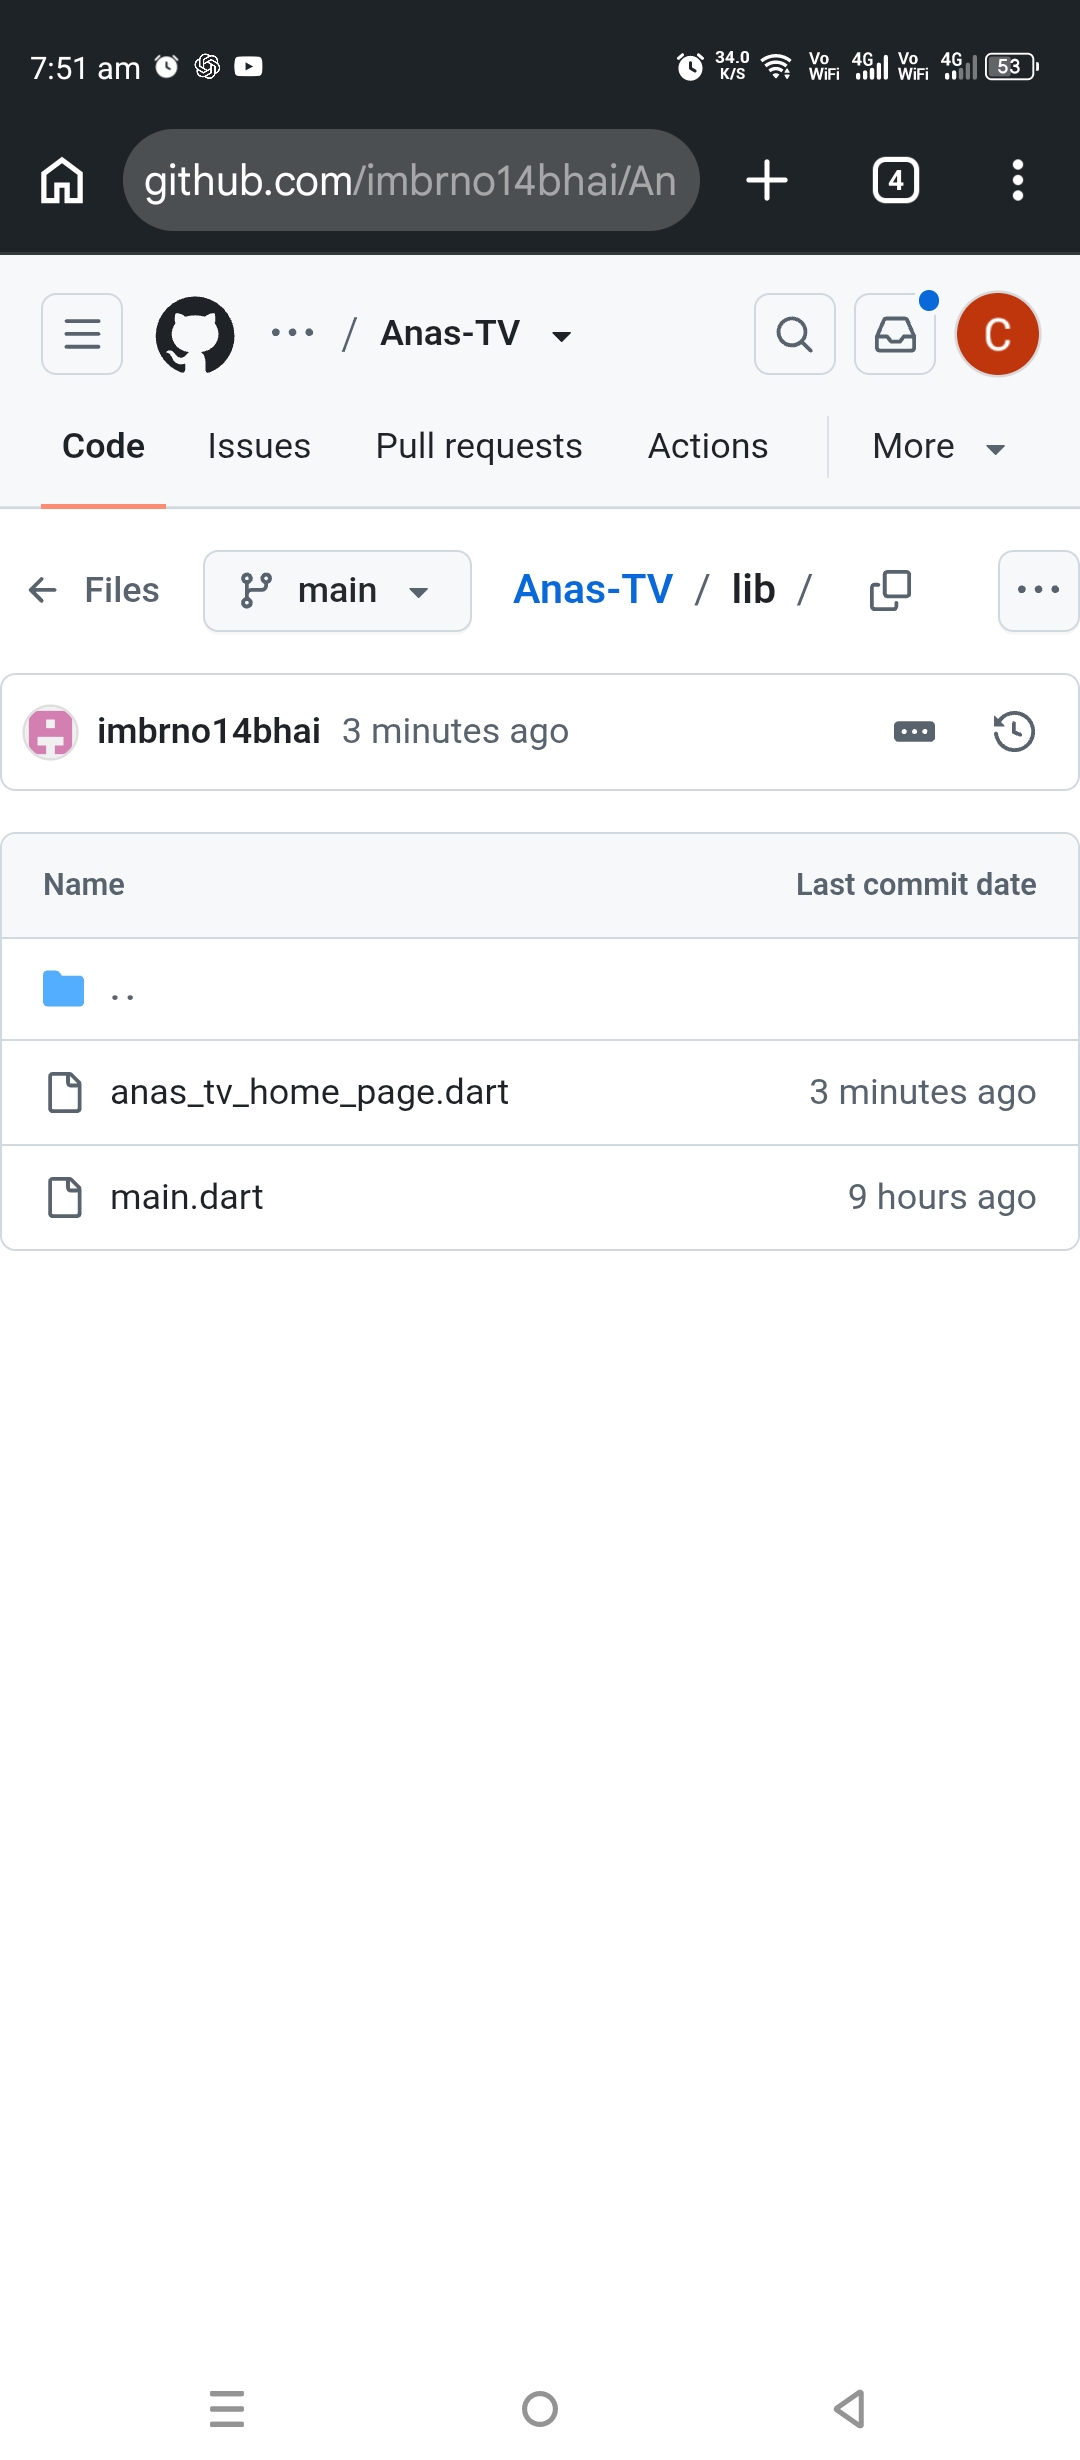 7:51 am 34.0 K/S Vo WiFi 4G Vo WiFi 4G 53
github.com/imbrno14bhai/An 4
/ Anas-TV C
Code Issues Pull requests Actions More
Files main Anas-TV / lib /
imbrno14bhai 3 minutes ago
Name Last commit date
..
anas_tv_home_page.dart 3 minutes ago
main.dart 9 hours ago